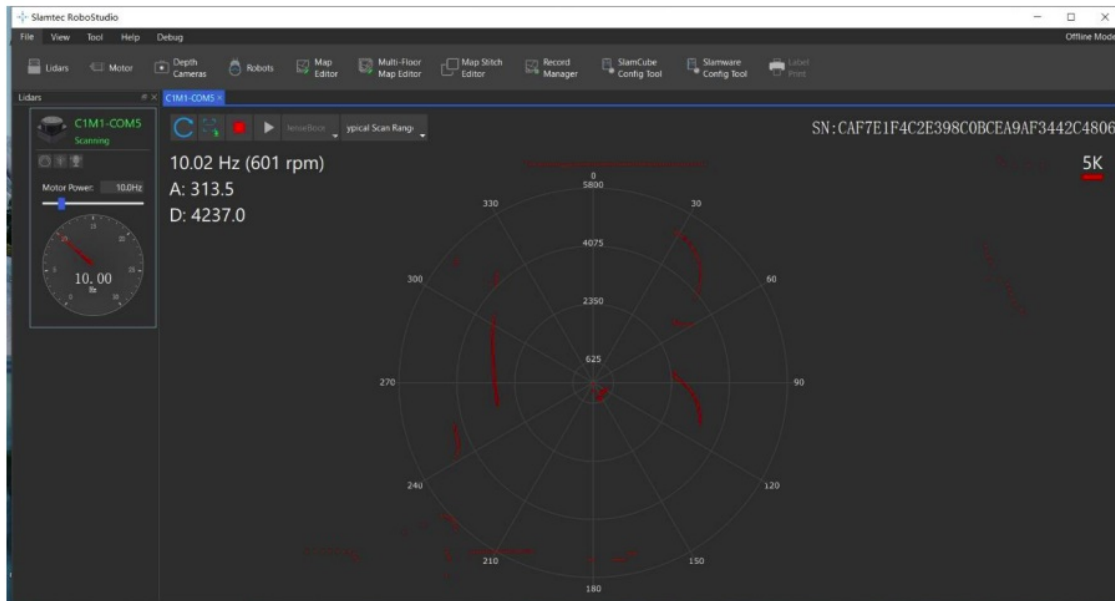 Slamtec RoboStudio
File View Tool Help Debug
Offline Mode
Lidars
Motor
Depth Cameras
Robots
Map Editor
Multi-Floor Map Editor
Map Stitch Editor
Record Manager
SlamCube Config Tool
Slamware Config Tool
Label Print
Lidars
C1M1-COM5
C1M1-COM5
Scanning
Motor Power: 10.0Hz
10.00
Hz
ypical Scan Rang
SN:CAF7E1F4C2E398C0BCEA9AF3442C4806
10.02 Hz (601 rpm)
A: 313.5
D: 4237.0
5K
0
5800
330
30
4075
300
60
2350
625
270
90
240
120
210
150
180